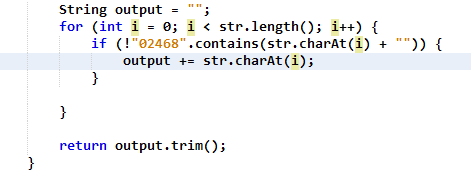 String output = "";
for (int i = 0; i < str.length(); i++) {
if (!"02468".contains(str.charAt(i) + "")) {
output += str.charAt(i);
}
}
return output.trim();
}